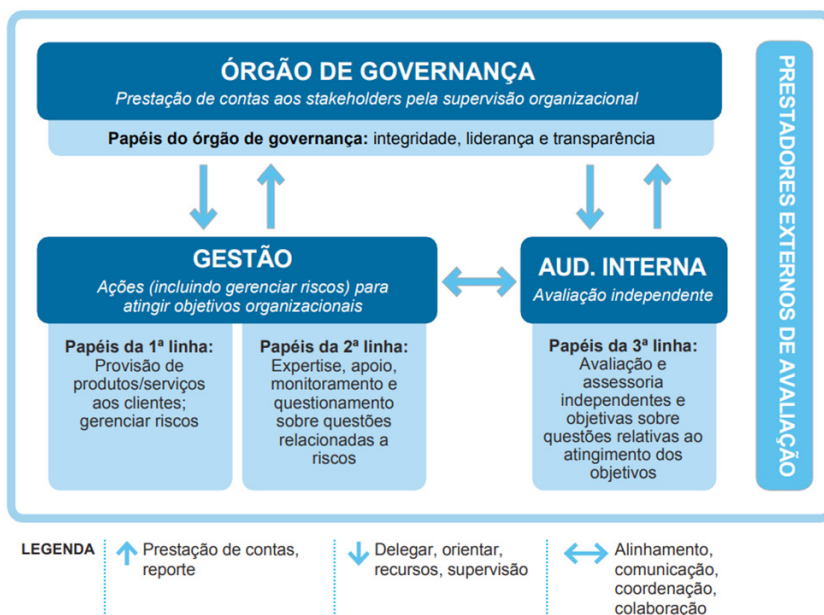 ÓRGÃO DE GOVERNANÇA
Prestação de contas aos stakeholders pela supervisão organizacional
Papéis do órgão de governança: integridade, liderança e transparência
GESTÃO
Ações (incluindo gerenciar riscos) para
atingir objetivos organizacionais
Papéis da 1ª linha:
Provisão de
produtos/serviços
aos clientes;
gerenciar riscos
Papéis da 2ª linha:
Expertise, apoio,
monitoramento e
questionamento
sobre questões
relacionadas a
riscos
AUD. INTERNA
Avaliação independente
Papéis da 3ª linha:
Avaliação e
assessoria
independentes e
objetivas sobre
questões relativas ao
atingimento dos
objetivos
PRESTADORES EXTERNOS DE AVALIAÇÃO
LEGENDA
Prestação de contas,
reporte
Delegar, orientar,
recursos, supervisão
Alinhamento,
comunicação,
coordenação,
colaboração